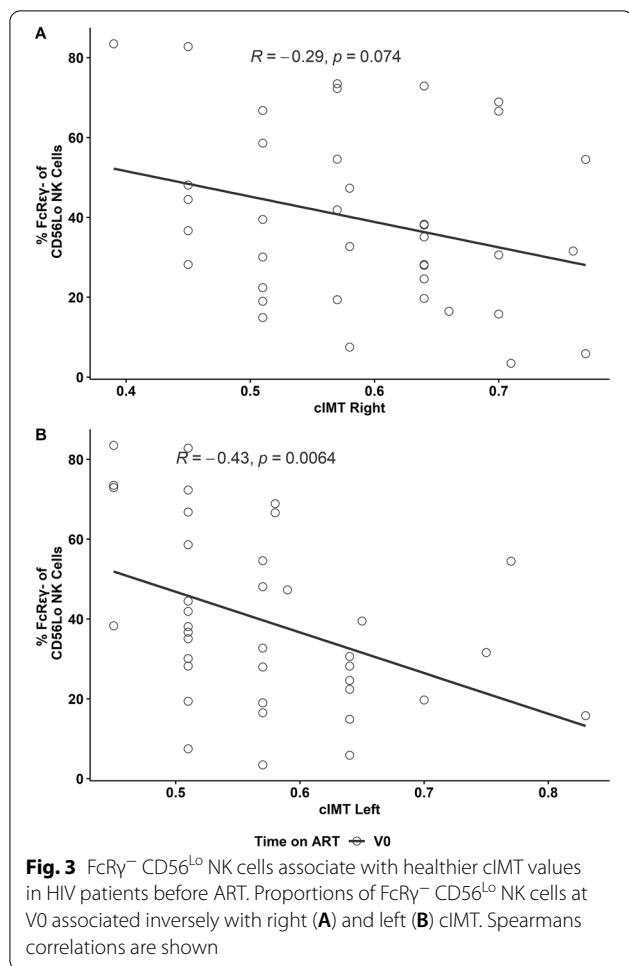 A
R = −0.29, p = 0.074
80
60
40
20
0
% FcRεγ- of
CD56Lo NK Cells
0.4 0.5 0.6 0.7
cIMT Right
B
R = −0.43, p = 0.0064
80
60
40
20
0
% FcRεγ- of
CD56Lo NK Cells
0.5 0.6 0.7 0.8
cIMT Left
Time on ART V0
Fig. 3 FcRγ− CD56Lo NK cells associate with healthier cIMT values
in HIV patients before ART. Proportions of FcRγ− CD56Lo NK cells at
V0 associated inversely with right (A) and left (B) cIMT. Spearmans
correlations are shown